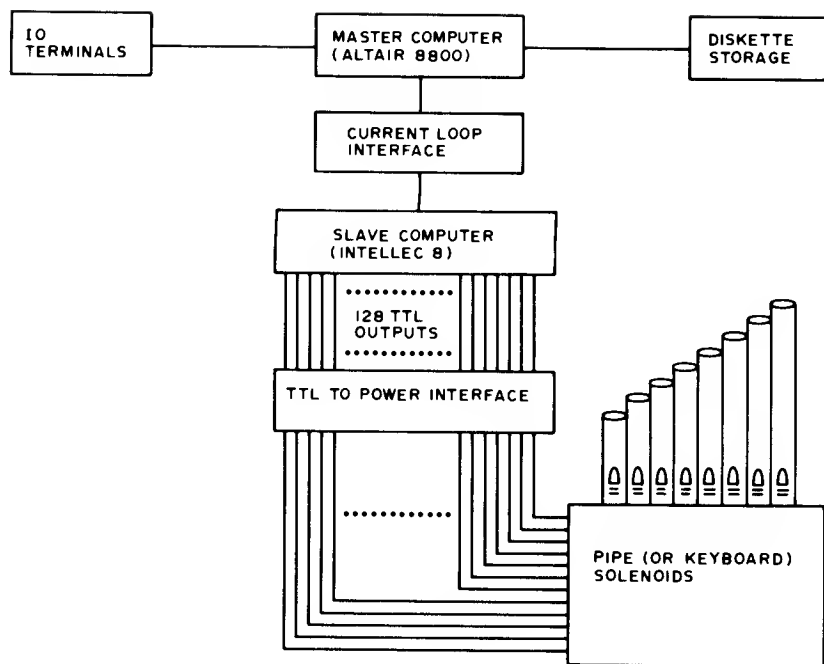 IO
TERMINALS
MASTER COMPUTER
(ALTAIR 8800)
DISKETTE
STORAGE
CURRENT LOOP
INTERFACE
SLAVE COMPUTER
(INTELLEC 8)
128 TTL
OUTPUTS
TTL TO POWER INTERFACE
PIPE (OR KEYBOARD)
SOLENOIDS